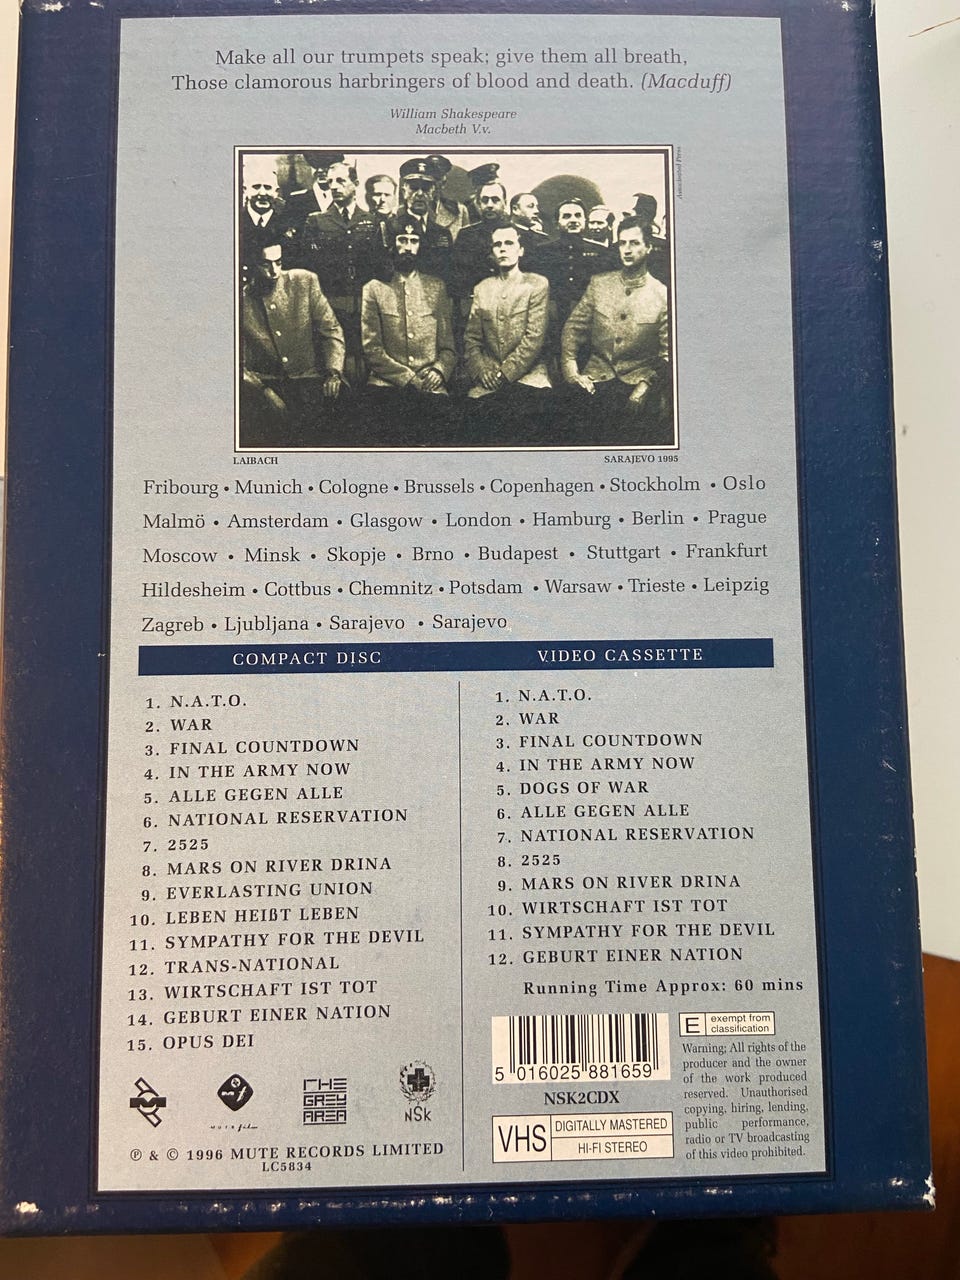 Make all our trumpets speak; give them all breath,
Those clamorous harbringers of blood and death. (Macduff)
William Shakespeare
Macbeth V.v.
Associated Press
LAIBACH
SARAJEVO 1995
Fribourg • Munich • Cologne • Brussels • Copenhagen • Stockholm • Oslo
Malmö • Amsterdam • Glasgow • London • Hamburg • Berlin • Prague
Moscow • Minsk • Skopje • Brno • Budapest • Stuttgart • Frankfurt
Hildesheim • Cottbus • Chemnitz • Potsdam • Warsaw • Trieste • Leipzig
Zagreb • Ljubljana • Sarajevo • Sarajevo
COMPACT DISC
1. N.A.T.O.
2. WAR
3. FINAL COUNTDOWN
4. IN THE ARMY NOW
5. ALLE GEGEN ALLE
6. NATIONAL RESERVATION
7. 2525
8. MARS ON RIVER DRINA
9. EVERLASTING UNION
10. LEBEN HEIßT LEBEN
11. SYMPATHY FOR THE DEVIL
12. TRANS-NATIONAL
13. WIRTSCHAFT IST TOT
14. GEBURT EINER NATION
15. OPUS DEI
THE
GREY
AREA
NSK
℗ & © 1996 MUTE RECORDS LIMITED
LC5834
VIDEO CASSETTE
1. N.A.T.O.
2. WAR
3. FINAL COUNTDOWN
4. IN THE ARMY NOW
5. DOGS OF WAR
6. ALLE GEGEN ALLE
7. NATIONAL RESERVATION
8. 2525
9. MARS ON RIVER DRINA
10. WIRTSCHAFT IST TOT
11. SYMPATHY FOR THE DEVIL
12. GEBURT EINER NATION
Running Time Approx: 60 mins
5 016025 881659
NSK2CDX
VHS
DIGITALLY MASTERED
HI-FI STEREO
E
exempt from
classification
Warning; All rights of the
producer and the owner
of the work produced
reserved. Unauthorised
copying, hiring, lending,
public performance,
radio or TV broadcasting
of this video prohibited.